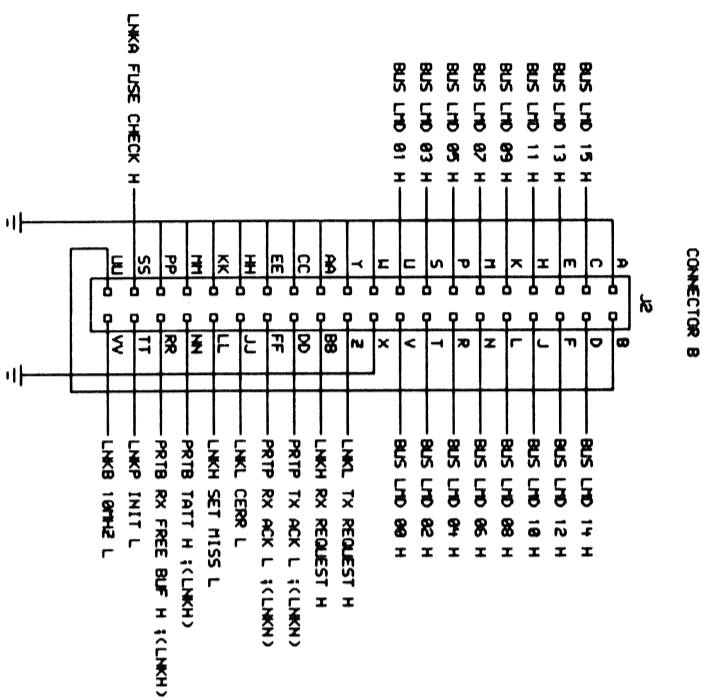 CONNECTOR B
J2
A B
BUS LMD 15 H C D BUS LMD 14 H
BUS LMD 13 H E F BUS LMD 12 H
BUS LMD 11 H H J BUS LMD 10 H
BUS LMD 09 H K L BUS LMD 08 H
BUS LMD 07 H M N BUS LMD 06 H
BUS LMD 05 H P R BUS LMD 04 H
BUS LMD 03 H S T BUS LMD 02 H
BUS LMD 01 H U V BUS LMD 00 H
W X
Y Z LNKL TX REQUEST H
AA BB LNKH RX REQUEST H
CC DD PRTP TX ACK L ;(LNKN)
EE FF PRTP RX ACK L ;(LNKN)
HH JJ LNKL CERR L
KK LL LNKH SET MISS L
MM NN PRTB TATT H ;(LNKH)
PP RR PRTB RX FREE BUF H ;(LNKH)
LNKA FUSE CHECK H SS TT LNKP INIT L
UU VV LNKB 10MHZ L